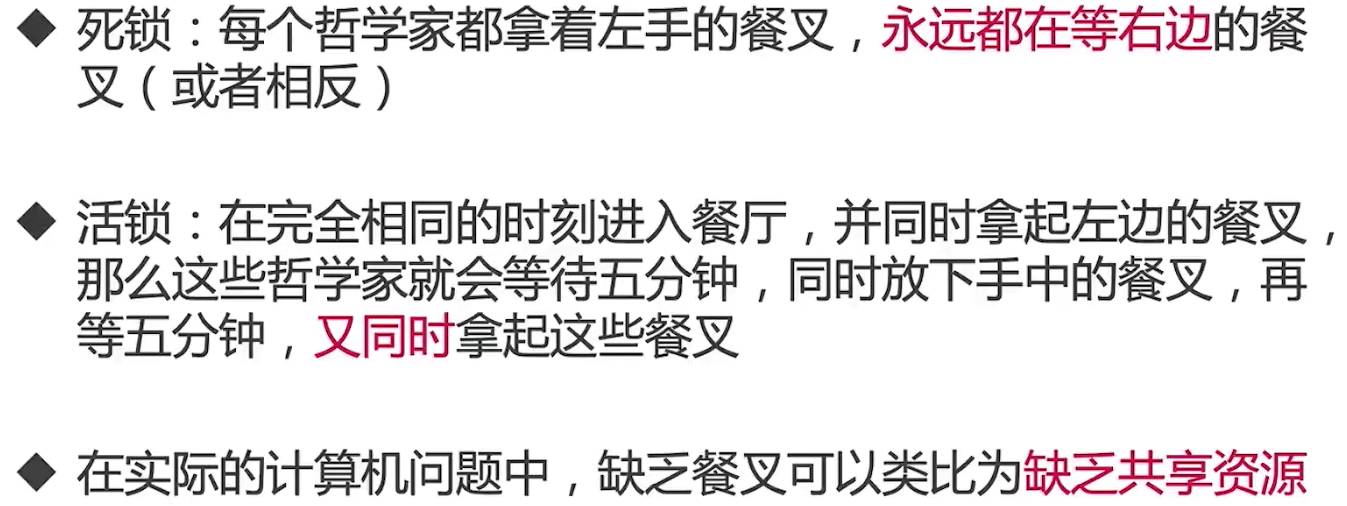 ◆ 死锁：每个哲学家都拿着左手的餐叉，永远都在等右边的餐
叉（或者相反）
◆ 活锁：在完全相同的时刻进入餐厅，并同时拿起左边的餐叉，
那么这些哲学家就会等待五分钟，同时放下手中的餐叉，再
等五分钟，又同时拿起这些餐叉
◆ 在实际的计算机问题中，缺乏餐叉可以类比为缺乏共享资源